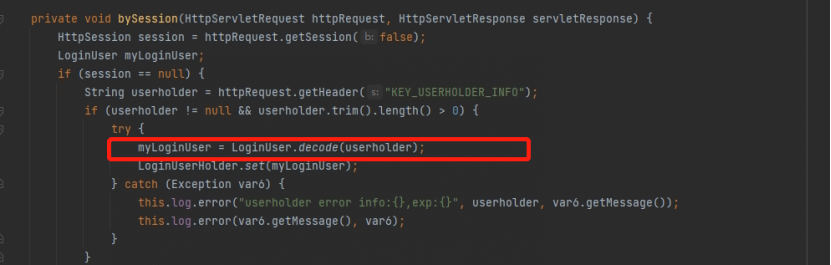 private void bySession(HttpServletRequest httpRequest, HttpServletResponse servletResponse) {
HttpSession session = httpRequest.getSession( b: false);
LoginUser myLoginUser;
if (session == null) {
String userholder = httpRequest.getHeader( s: "KEY_USERHOLDER_INFO");
if (userholder != null && userholder.trim().length() > 0) {
try {
myLoginUser = LoginUser.decode(userholder);
LoginUserHolder.set(myLoginUser);
} catch (Exception var6) {
this.log.error("userholder error info:{},exp:{}", userholder, var6.getMessage());
this.log.error(var6.getMessage(), var6);
}
}